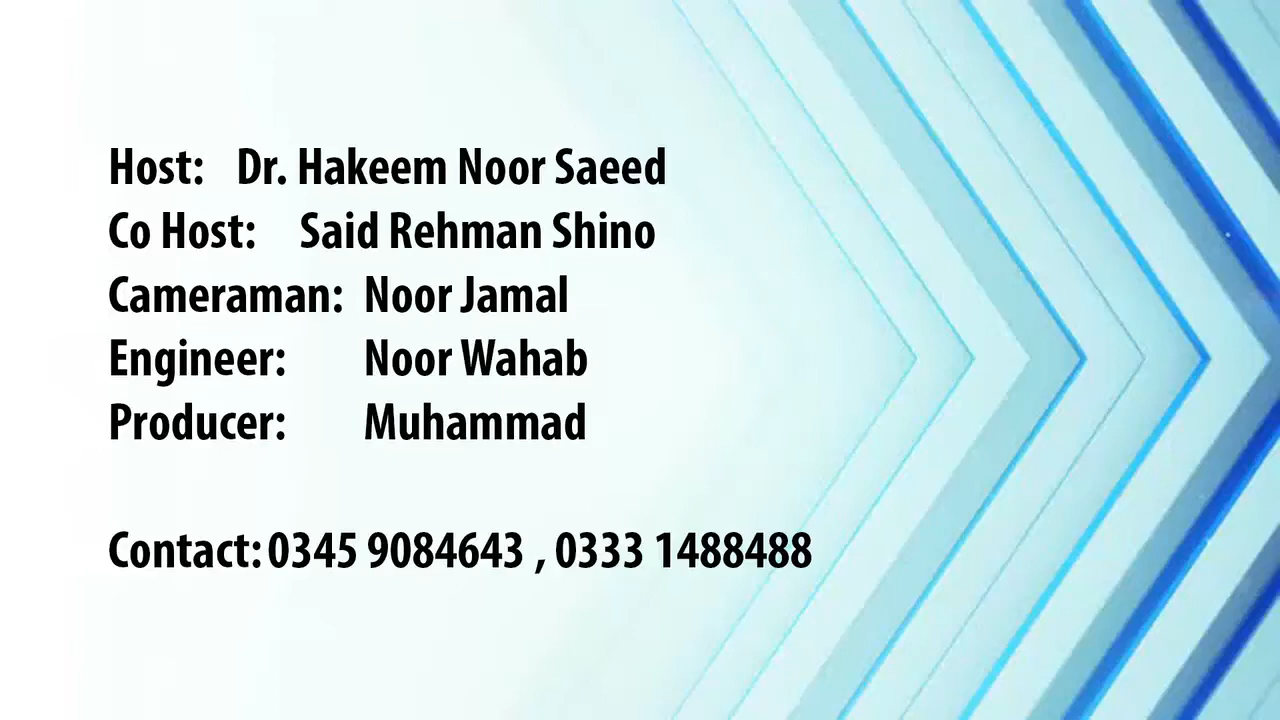 Host: Dr. Hakeem Noor Saeed
Co Host: Said Rehman Shino
Cameraman: Noor Jamal
Engineer: Noor Wahab
Producer: Muhammad
Contact: 0345 9084643 , 0333 1488488